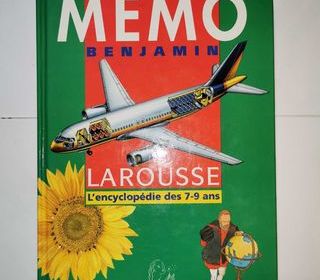 MEMO
BENJAMIN
LAROUSSE
L'encyclopédie des 7-9 ans